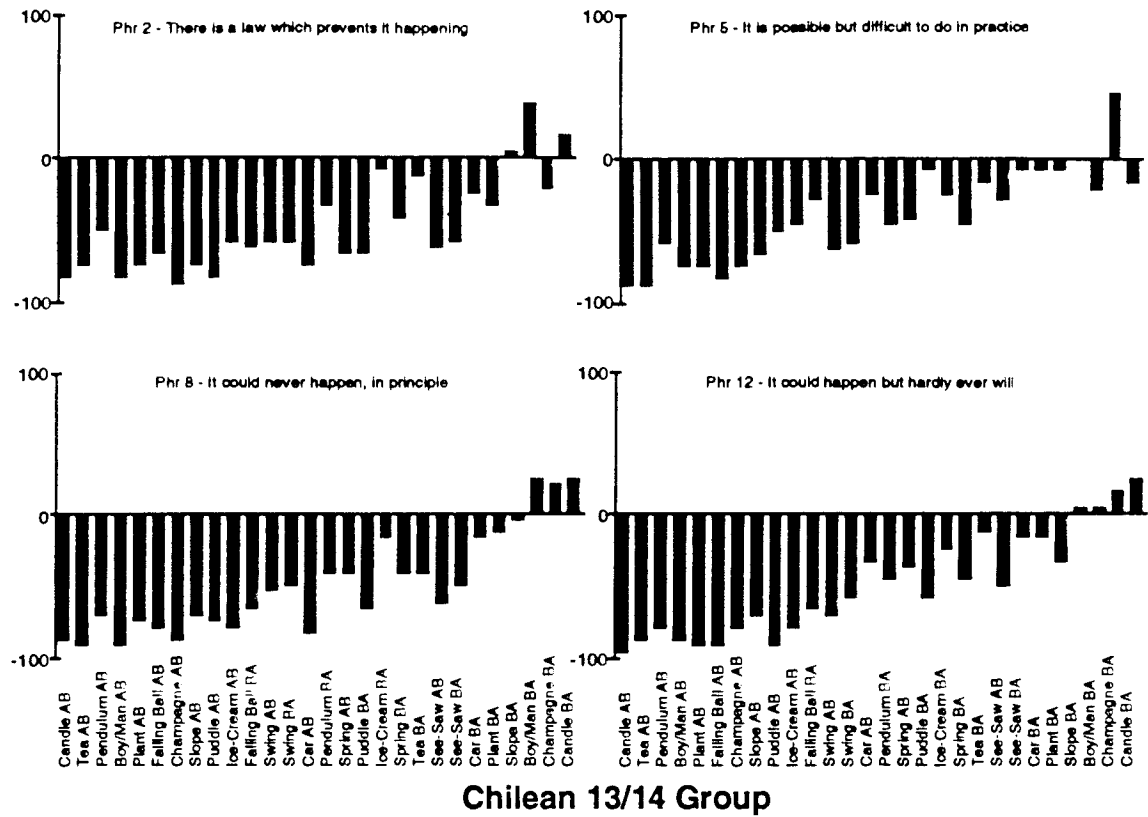 100
Phr 2 - There is a law which prevents it happening
0
-100
100
Phr 5 - It is possible but difficult to do in practice
0
-100
100
Phr 8 - It could never happen, in principle
0
-100
100
Phr 12 - It could happen but hardly ever will
0
-100
Candle AB
Tea AB
Pendulum AB
Boy/Man AB
Plant AB
Falling Ball AB
Champagne AB
Slope AB
Puddle AB
Ice-Cream AB
Falling Ball BA
Swing AB
Swing BA
Car AB
Pendulum BA
Spring AB
Puddle BA
Ice-Cream BA
Spring BA
Tea BA
See-Saw AB
See-Saw BA
Car BA
Plant BA
Slope BA
Boy/Man BA
Champagne BA
Candle BA
Candle AB
Tea AB
Pendulum AB
Boy/Man AB
Plant AB
Falling Ball AB
Champagne AB
Slope AB
Puddle AB
Ice-Cream AB
Falling Ball BA
Swing AB
Swing BA
Car AB
Pendulum BA
Spring AB
Puddle BA
Ice-Cream BA
Spring BA
Tea BA
See-Saw AB
See-Saw BA
Car BA
Plant BA
Slope BA
Boy/Man BA
Champagne BA
Candle BA
Chilean 13/14 Group